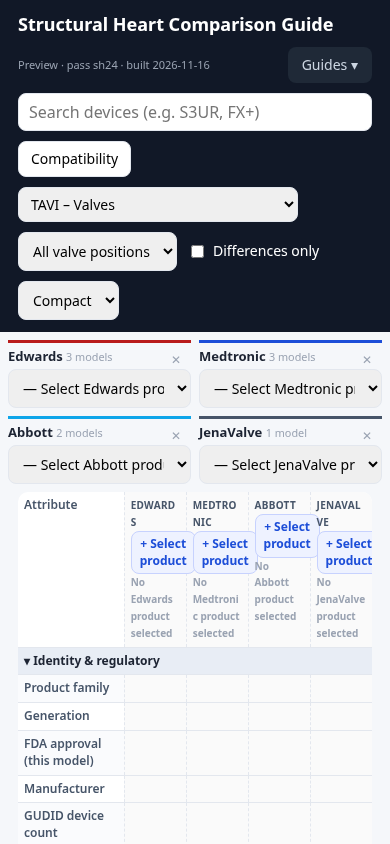 Structural Heart Comparison Guide
Preview · pass sh24 · built 2026-11-16
Guides ▾
Search devices (e.g. S3UR, FX+)
Compatibility
TAVI – Valves
All valve positions
Differences only
Compact
Edwards 3 models ×
— Select Edwards pro
Medtronic 3 models ×
— Select Medtronic p
Abbott 2 models ×
— Select Abbott prod
JenaValve 1 model ×
— Select JenaValve pr
Attribute
EDWARD
S
+ Select
product
No
Edwards
product
selected
MEDTRO
NIC
+ Select
product
No
Medtroni
c product
selected
ABBOTT
+ Select
product
No
Abbott
product
selected
JENAVAL
VE
+ Select
product
No
JenaValve
product
selected
▾ Identity & regulatory
Product family
Generation
FDA approval
(this model)
Manufacturer
GUDID device
count